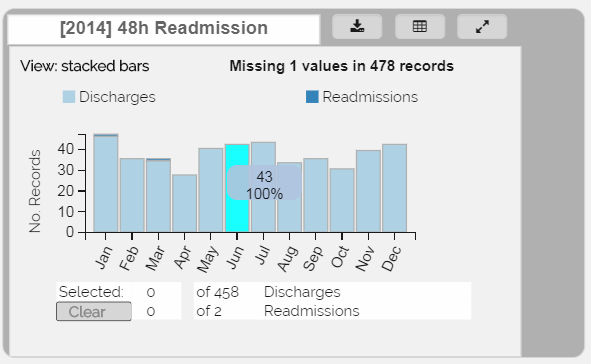 [2014] 48h Readmission
View: stacked bars
Missing 1 values in 478 records
Discharges
Readmissions
No. Records
40
30
20
10
0
43
100%
Jan
Feb
Mar
Apr
May
Jun
Jul
Aug
Sep
Oct
Nov
Dec
Selected: 0 of 458 Discharges
Clear 0 of 2 Readmissions